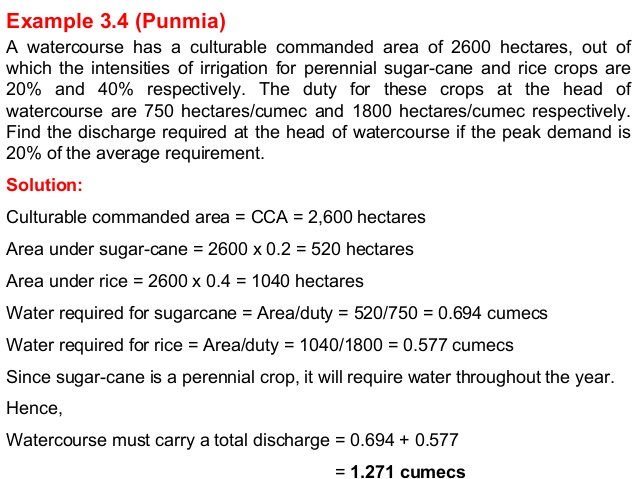 Example 3.4 (Punmia)
A watercourse has a culturable commanded area of 2600 hectares, out of
which the intensities of irrigation for perennial sugar-cane and rice crops are
20% and 40% respectively. The duty for these crops at the head of
watercourse are 750 hectares/cumec and 1800 hectares/cumec respectively.
Find the discharge required at the head of watercourse if the peak demand is
20% of the average requirement.
Solution:
Culturable commanded area = CCA = 2,600 hectares
Area under sugar-cane = 2600 x 0.2 = 520 hectares
Area under rice = 2600 x 0.4 = 1040 hectares
Water required for sugarcane = Area/duty = 520/750 = 0.694 cumecs
Water required for rice = Area/duty = 1040/1800 = 0.577 cumecs
Since sugar-cane is a perennial crop, it will require water throughout the year.
Hence,
Watercourse must carry a total discharge = 0.694 + 0.577
= 1.271 cumecs